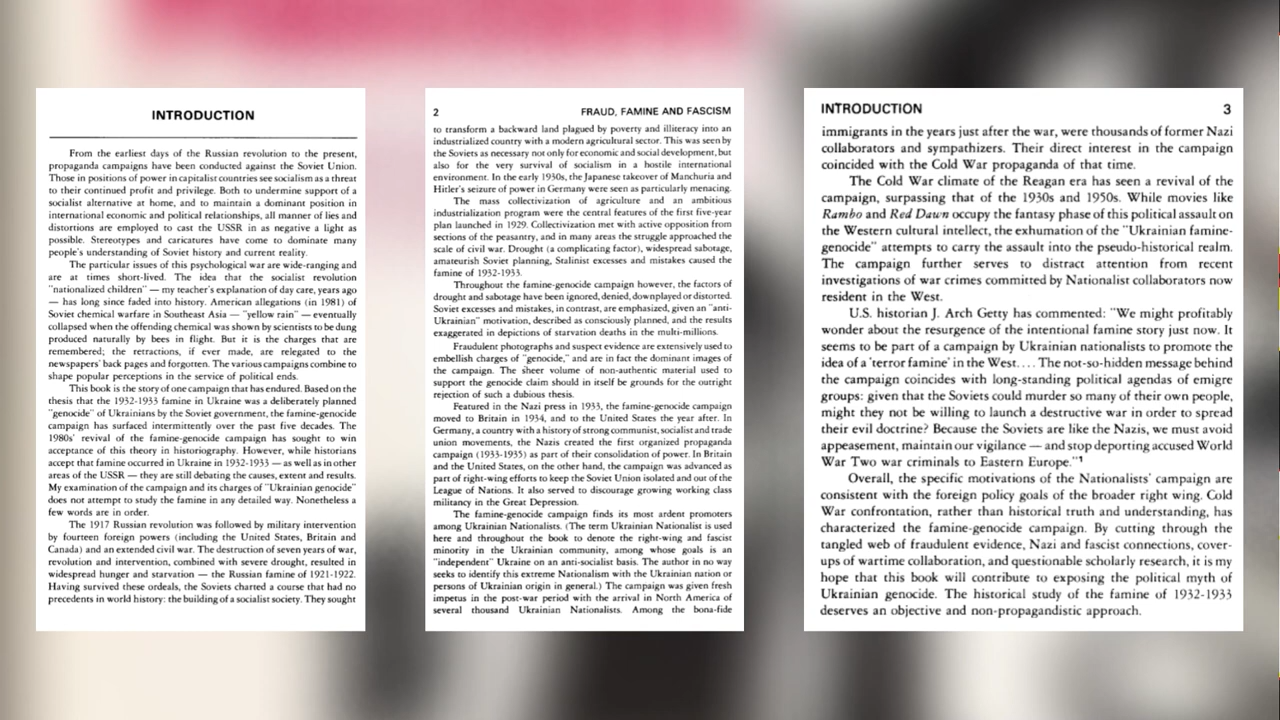 INTRODUCTION
From the earliest days of the Russian revolution to the present,
propaganda campaigns have been conducted against the Soviet Union.
Those in positions of power in capitalist countries see socialism as a threat
to their continued profit and privilege. Both to undermine support of a
socialist alternative at home, and to maintain a dominant position in
international economic and political relationships, all manner of lies and
distortions are employed to cast the USSR in as negative a light as
possible. Stereotypes and caricatures have come to dominate many
people's understanding of Soviet history and current reality.
The particular issues of this psychological war are wide-ranging and
are at times short-lived. The idea that the socialist revolution
"nationalized children" — my teacher's explanation of day care, years ago
— has long since faded into history. American allegations (in 1981) of
Soviet chemical warfare in Southeast Asia — "yellow rain" — eventually
collapsed when the offending chemical was shown by scientists to be dung
produced naturally by bees in flight. But it is the charges that are
remembered; the retractions, if ever made, are relegated to the
newspapers' back pages and forgotten. The various campaigns combine to
shape popular perceptions in the service of political ends.
This book is the story of one campaign that has endured. Based on the
thesis that the 1932-1933 famine in Ukraine was a deliberately planned
"genocide" of Ukrainians by the Soviet government, the famine-genocide
campaign has surfaced intermittently over the past five decades. The
1980s' revival of the famine-genocide campaign has sought to win
acceptance of this theory in historiography. However, while historians
accept that famine occurred in Ukraine in 1932-1933 — as well as in other
areas of the USSR — they are still debating the causes, extent and results.
My examination of the campaign and its charges of "Ukrainian genocide"
does not attempt to study the famine in any detailed way. Nonetheless a
few words are in order.
The 1917 Russian revolution was followed by military intervention
by fourteen foreign powers (including the United States, Britain and
Canada) and an extended civil war. The destruction of seven years of war,
revolution and intervention, combined with severe drought, resulted in
widespread hunger and starvation — the Russian famine of 1921-1922.
Having survived these ordeals, the Soviets charted a course that had no
precedents in world history: the building of a socialist society. They sought
2 FRAUD, FAMINE AND FASCISM
to transform a backward land plagued by poverty and illiteracy into an
industrialized country with a modern agricultural sector. This was seen by
the Soviets as necessary not only for economic and social development, but
also for the very survival of socialism in a hostile international
environment. In the early 1930s, the Japanese takeover of Manchuria and
Hitler's seizure of power in Germany were seen as particularly menacing.
The mass collectivization of agriculture and an ambitious
industrialization program were the central features of the first five-year
plan launched in 1929. Collectivization met with active opposition from
sections of the peasantry, and in many areas the struggle approached the
scale of civil war. Drought (a complicating factor), widespread sabotage,
amateurish Soviet planning, Stalinist excesses and mistakes caused the
famine of 1932-1933.
Throughout the famine-genocide campaign however, the factors of
drought and sabotage have been ignored, denied, downplayed or distorted.
Soviet excesses and mistakes, in contrast, are emphasized, given an "anti-
Ukrainian" motivation, described as consciously planned, and the results
exaggerated in depictions of starvation deaths in the multi-millions.
Fraudulent photographs and suspect evidence are extensively used to
embellish charges of "genocide," and are in fact the dominant images of
the campaign. The sheer volume of non-authentic material used to
support the genocide claim should in itself be grounds for the outright
rejection of such a dubious thesis.
Featured in the Nazi press in 1933, the famine-genocide campaign
moved to Britain in 1934, and to the United States the year after. In
Germany, a country with a history of strong communist, socialist and trade
union movements, the Nazis created the first organized propaganda
campaign (1933-1935) as part of their consolidation of power. In Britain
and the United States, on the other hand, the campaign was advanced as
part of right-wing efforts to keep the Soviet Union isolated and out of the
League of Nations. It also served to discourage growing working class
militancy in the Great Depression.
The famine-genocide campaign finds its most ardent promoters
among Ukrainian Nationalists. (The term Ukrainian Nationalist is used
here and throughout the book to denote the right-wing and fascist
minority in the Ukrainian community, among whose goals is an
"independent" Ukraine on an anti-socialist basis. The author in no way
seeks to identify this extreme Nationalism with the Ukrainian nation or
persons of Ukrainian origin in general.) The campaign was given fresh
impetus in the post-war period with the arrival in North America of
several thousand Ukrainian Nationalists. Among the bona-fide
INTRODUCTION 3
immigrants in the years just after the war, were thousands of former Nazi
collaborators and sympathizers. Their direct interest in the campaign
coincided with the Cold War propaganda of that time.
The Cold War climate of the Reagan era has seen a revival of the
campaign, surpassing that of the 1930s and 1950s. While movies like
Rambo and Red Dawn occupy the fantasy phase of this political assault on
the Western cultural intellect, the exhumation of the "Ukrainian famine-
genocide" attempts to carry the assault into the pseudo-historical realm.
The campaign further serves to distract attention from recent
investigations of war crimes committed by Nationalist collaborators now
resident in the West.
U.S. historian J. Arch Getty has commented: "We might profitably
wonder about the resurgence of the intentional famine story just now. It
seems to be part of a campaign by Ukrainian nationalists to promote the
idea of a 'terror famine' in the West.... The not-so-hidden message behind
the campaign coincides with long-standing political agendas of emigre
groups: given that the Soviets could murder so many of their own people,
might they not be willing to launch a destructive war in order to spread
their evil doctrine? Because the Soviets are like the Nazis, we must avoid
appeasement, maintain our vigilance — and stop deporting accused World
War Two war criminals to Eastern Europe."¹
Overall, the specific motivations of the Nationalists' campaign are
consistent with the foreign policy goals of the broader right wing. Cold
War confrontation, rather than historical truth and understanding, has
characterized the famine-genocide campaign. By cutting through the
tangled web of fraudulent evidence, Nazi and fascist connections, cover-
ups of wartime collaboration, and questionable scholarly research, it is my
hope that this book will contribute to exposing the political myth of
Ukrainian genocide. The historical study of the famine of 1932-1933
deserves an objective and non-propagandistic approach.